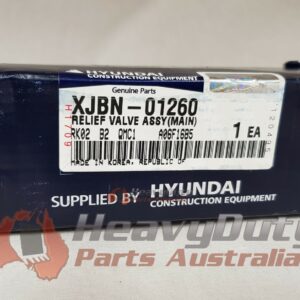 HYUNDAI
CONSTRUCTION EQUIPMENT
Genuine Parts
XJBN-01260
RELIEF VALVE ASSY(MAIN)
RK02 B2 QMC1 A06F16B5
1 EA
MADE IN KOREA, REPUBLIC OF
SUPPLIED BY HYUNDAI
CONSTRUCTION EQUIPMENT
HeavyDuty
Parts Australia